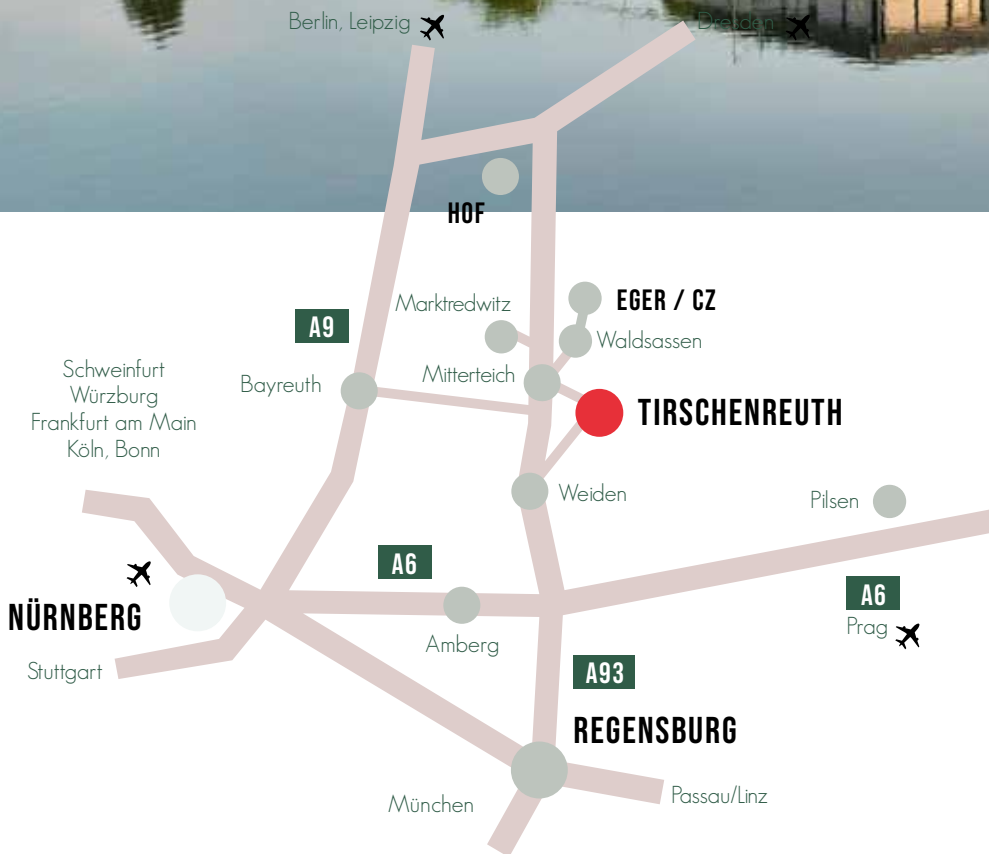 Berlin, Leipzig
Dresden
HOF
EGER / CZ
Marktredwitz
A9
Waldsassen
Schweinfurt
Würzburg
Frankfurt am Main
Köln, Bonn
Bayreuth
Mitterteich
TIRSCHENREUTH
Weiden
Pilsen
A6
A6
NÜRNBERG
Prag
Amberg
Stuttgart
A93
REGENSBURG
München
Passau/Linz